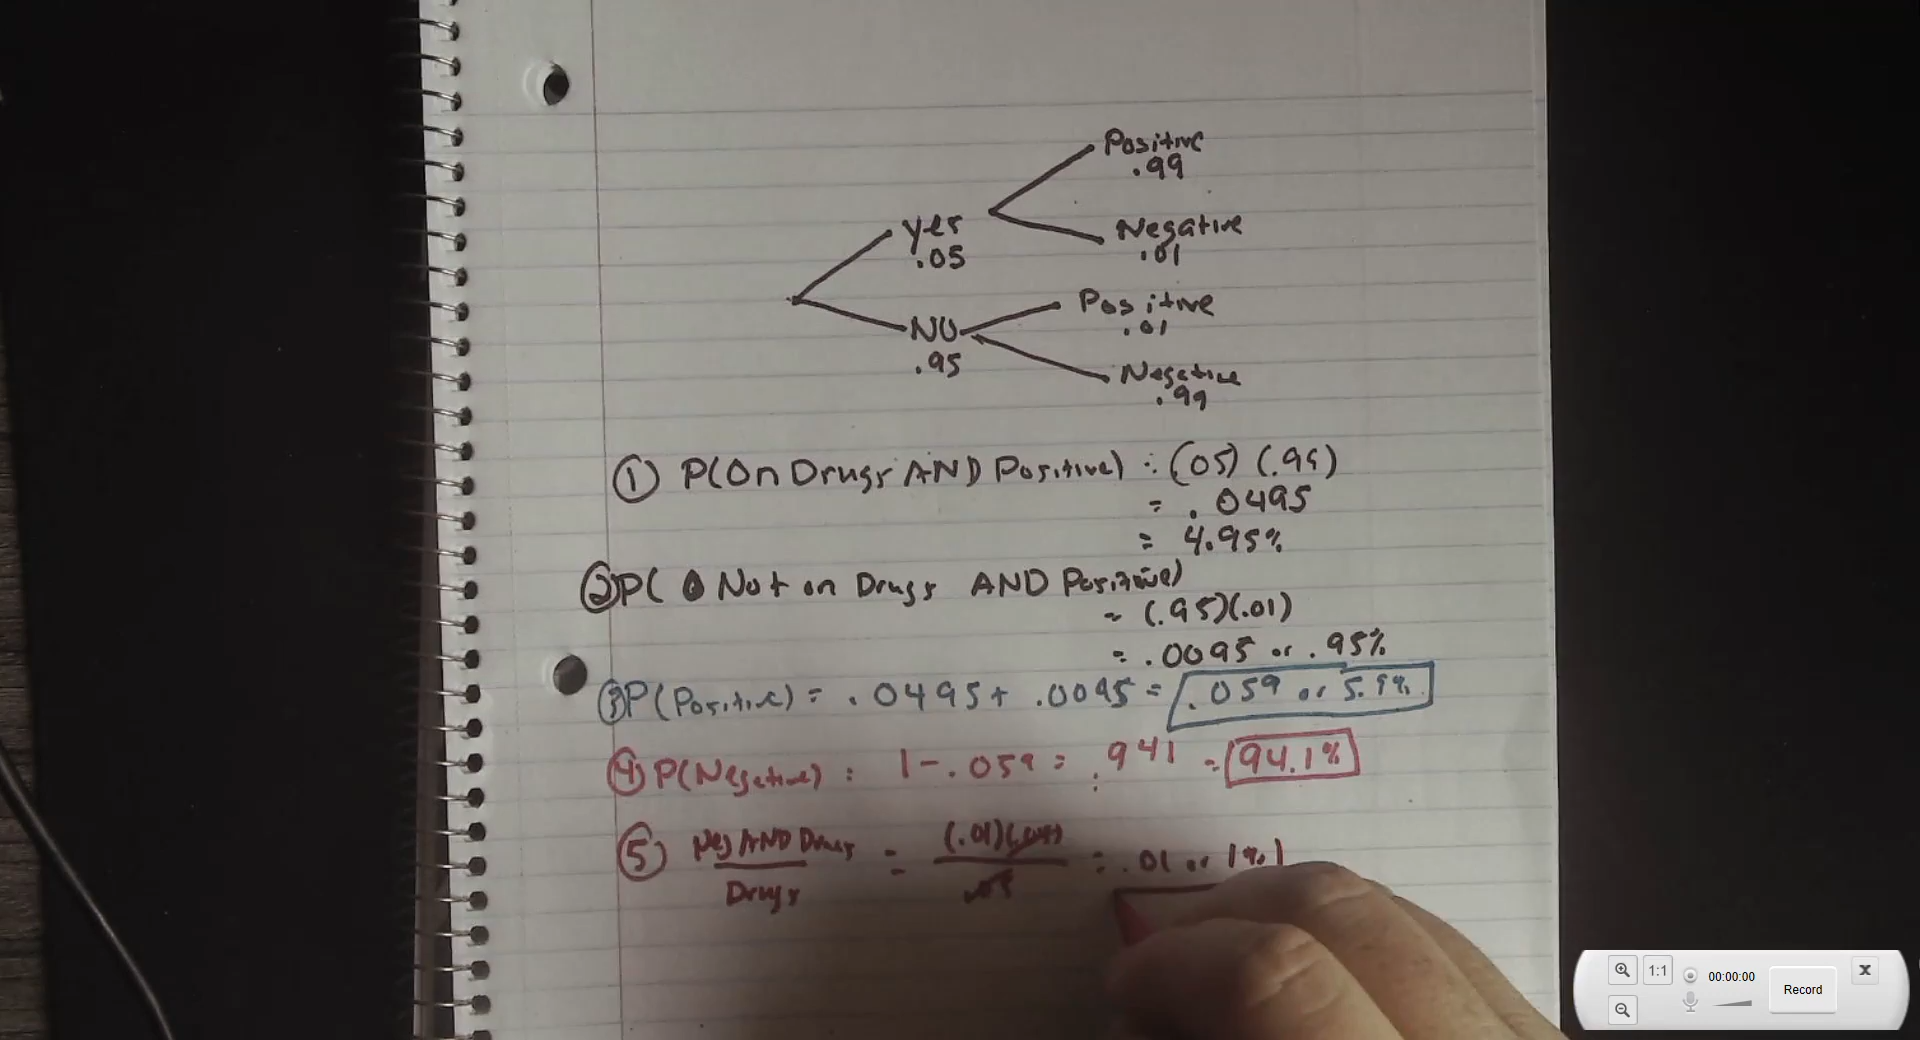 Positive
.99
Yes
.05
Negative
.01
Positive
.01
NO
.95
Negative
.99
① P(On Drugs AND Positive) = (.05) (.99)
= .0495
= 4.95%
② P( Not on Drugs AND Positive)
= (.95)(.01)
= .0095 or .95%
③ P(Positive) = .0495 + .0095 = .059 or 5.9%
④ P(Negative) = 1 - .059 = .941 = 94.1%
⑤ Neg AND Drugs = (.01) = .01 or 1%
Drugs .05
1:1
00:00:00
Record